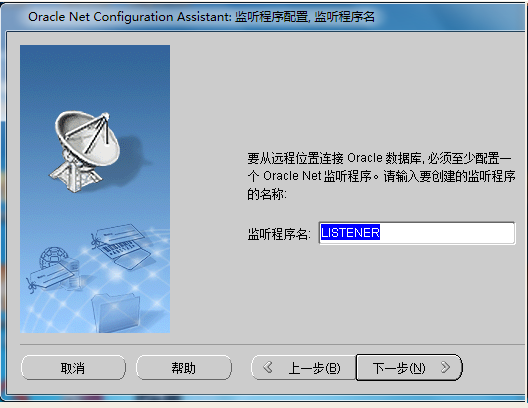 Oracle Net Configuration Assistant: 监听程序配置, 监听程序名
要从远程位置连接 Oracle 数据库, 必须至少配置一
个 Oracle Net 监听程序。请输入要创建的监听程序
的名称:
监听程序名: LISTENER
取消 帮助 上一步(B) 下一步(N)